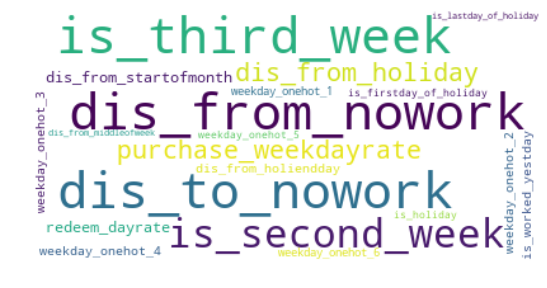 is_lastday_of_holiday
is_third_week
dis_from_startofmonth
dis_from_holiday
weekday_onehot_1
is_firstday_of_holiday
weekday_onehot_3
dis_from_nowork
dis_from_middleofweek
weekday_onehot_5
purchase_weekdayrate
dis_from_holiendday
weekday_onehot_2
is_worked_yestday
dis_to_nowork
is_holiday
redeem_dayrate
is_second_week
weekday_onehot_4
weekday_onehot_6